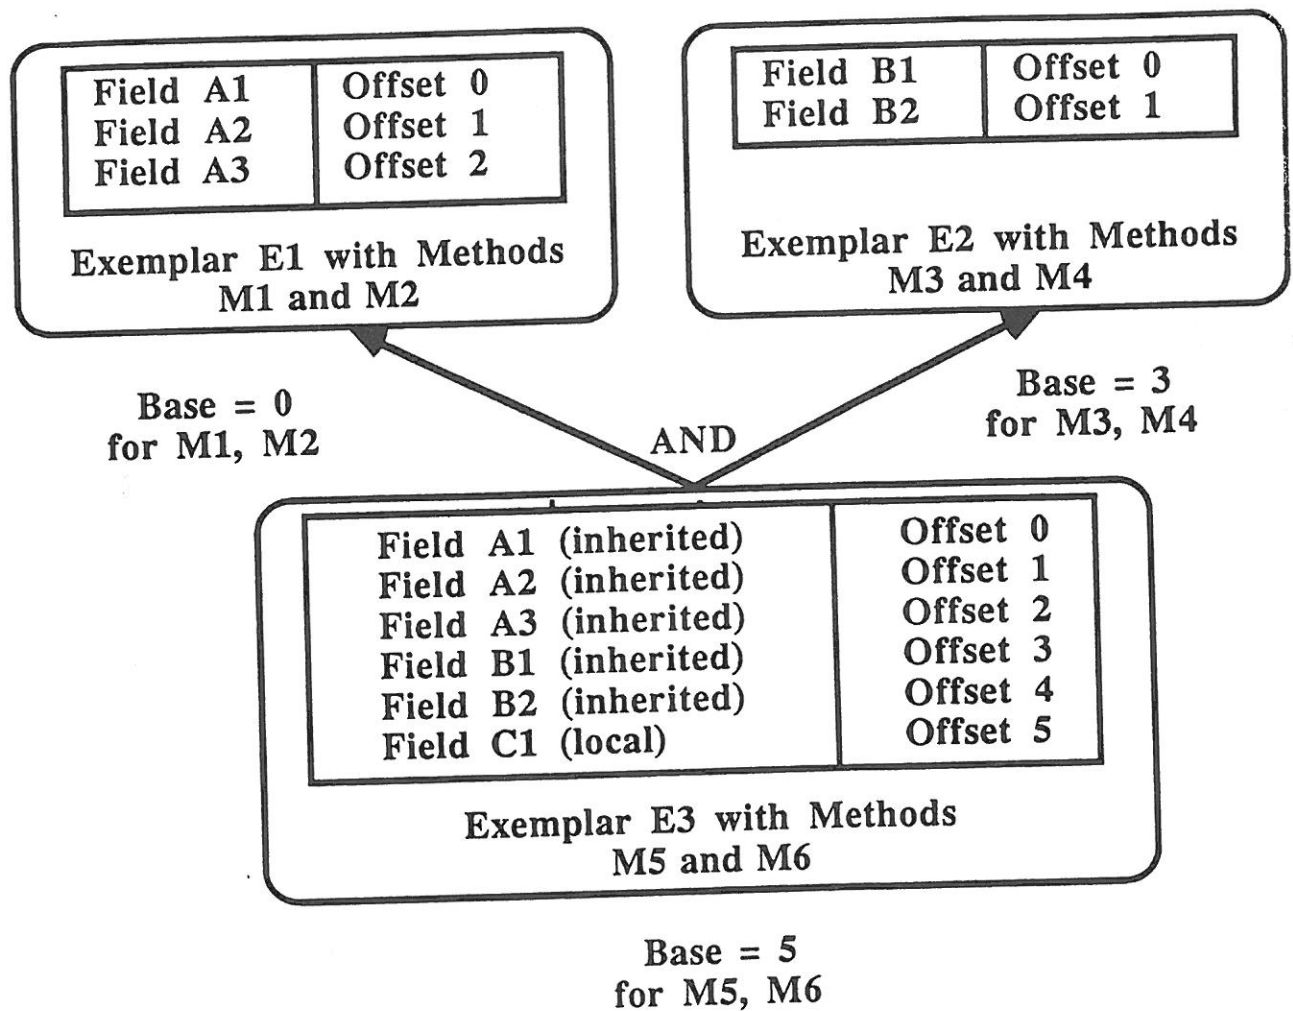 Field A1 Offset 0
Field A2 Offset 1
Field A3 Offset 2
Exemplar E1 with Methods
M1 and M2
Field B1 Offset 0
Field B2 Offset 1
Exemplar E2 with Methods
M3 and M4
Base = 0
for M1, M2
AND
Base = 3
for M3, M4
Field A1 (inherited) Offset 0
Field A2 (inherited) Offset 1
Field A3 (inherited) Offset 2
Field B1 (inherited) Offset 3
Field B2 (inherited) Offset 4
Field C1 (local) Offset 5
Exemplar E3 with Methods
M5 and M6
Base = 5
for M5, M6